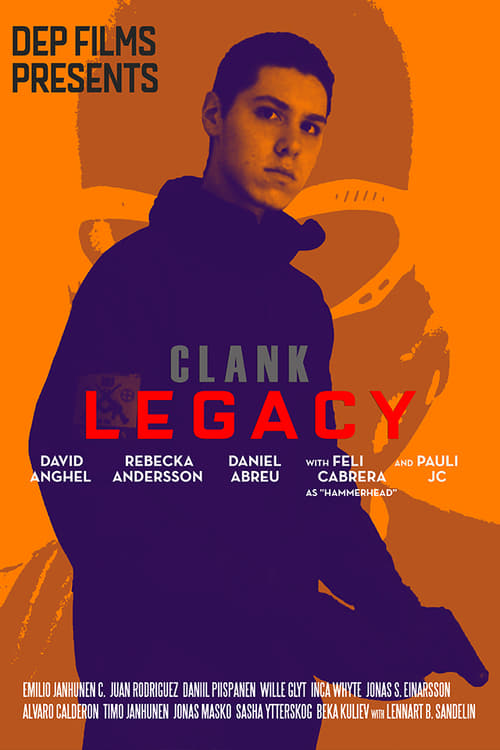 DEP FILMS
PRESENTS
CLANK
LEGACY
DAVID ANGHEL
REBECKA ANDERSSON
DANIEL ABREU
WITH FELI CABRERA
AS "HAMMERHEAD"
AND PAULI JC
EMILIO JANHUNEN C. JUAN RODRIGUEZ DANIIL PIISPANEN WILLE GLYT INCA WHYTE JONAS S. EINARSSON
ALVARO CALDERON TIMO JANHUNEN JONAS MASKO SASHA YTTERSKOG BEKA KULIEV WITH LENNART B. SANDELIN